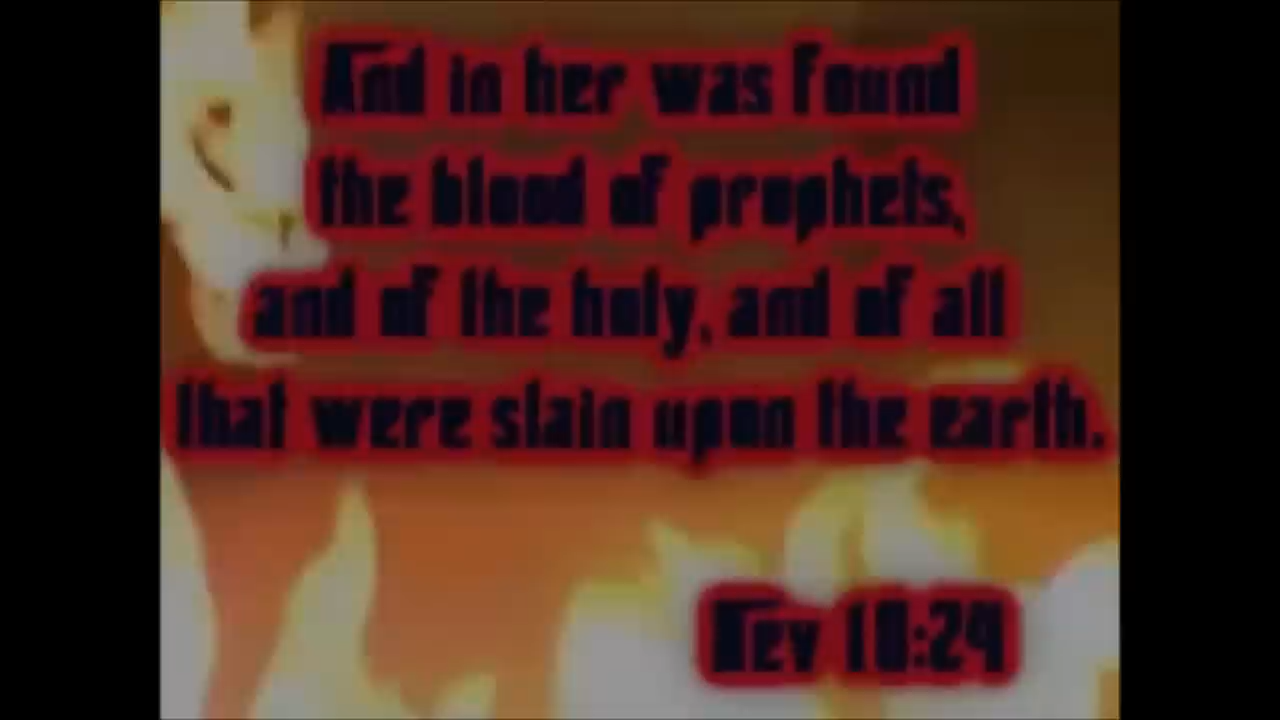 And in her was found
the blood of prophets,
and of the holy, and of all
that were slain upon the earth.
Rev 18:24